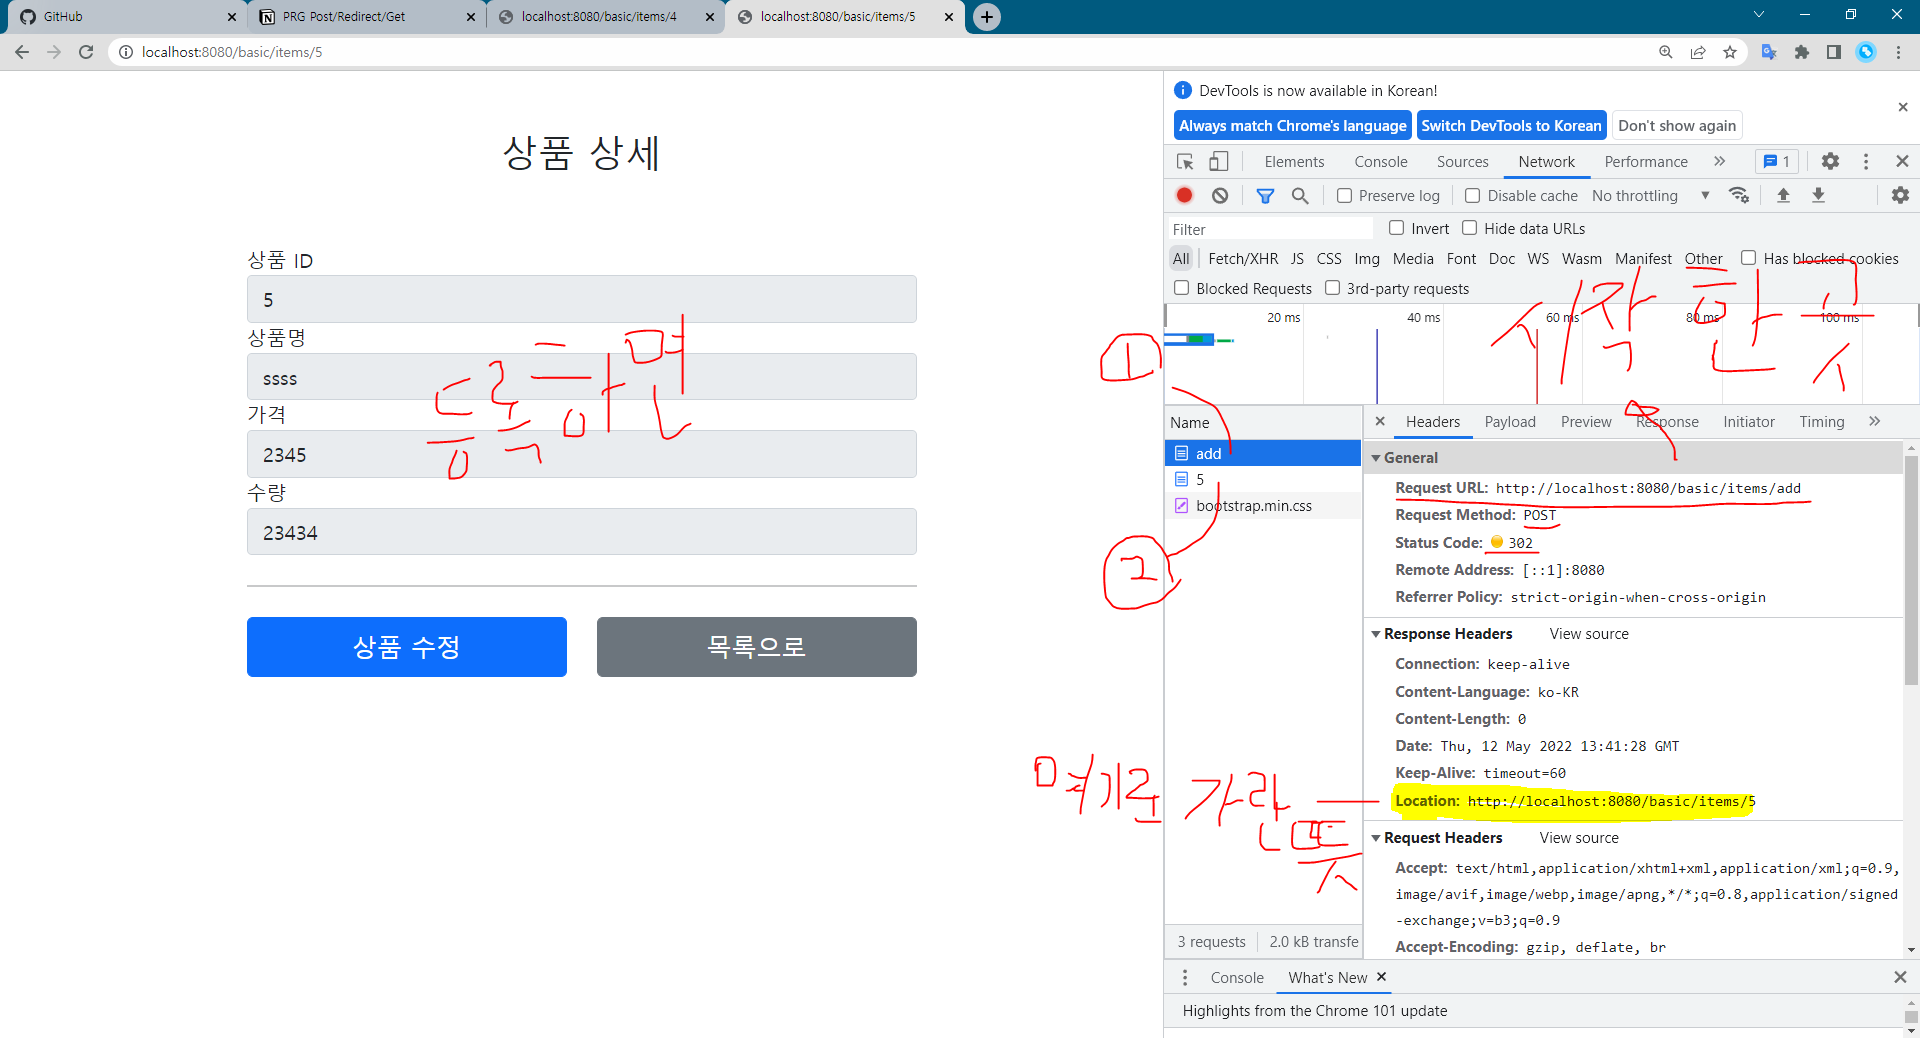 GitHub
PRG Post/Redirect/Get
localhost:8080/basic/items/4
localhost:8080/basic/items/5
localhost:8080/basic/items/5
상품 상세
상품 ID
5
상품명
ssss
가격
2345
수량
23434
상품 수정
목록으로
등록하면
DevTools is now available in Korean!
Always match Chrome's language
Switch DevTools to Korean
Don't show again
Elements
Console
Sources
Network
Performance
1
Preserve log
Disable cache
No throttling
Filter
Invert
Hide data URLs
All
Fetch/XHR
JS
CSS
Img
Media
Font
Doc
WS
Wasm
Manifest
Other
Has blocked cookies
Blocked Requests
3rd-party requests
20 ms
40 ms
60 ms
80 ms
100 ms
시작한 곳
1
2
Name
add
5
bootstrap.min.css
Headers
Payload
Preview
Response
Initiator
Timing
General
Request URL: http://localhost:8080/basic/items/add
Request Method: POST
Status Code: 302
Remote Address: [::1]:8080
Referrer Policy: strict-origin-when-cross-origin
Response Headers
View source
Connection: keep-alive
Content-Language: ko-KR
Content-Length: 0
Date: Thu, 12 May 2022 13:41:28 GMT
Keep-Alive: timeout=60
Location: http://localhost:8080/basic/items/5
여기로 가란 뜻
Request Headers
View source
Accept: text/html,application/xhtml+xml,application/xml;q=0.9,
image/avif,image/webp,image/apng,*/*;q=0.8,application/signed
-exchange;v=b3;q=0.9
Accept-Encoding: gzip, deflate, br
3 requests
2.0 kB transfe
Console
What's New
Highlights from the Chrome 101 update